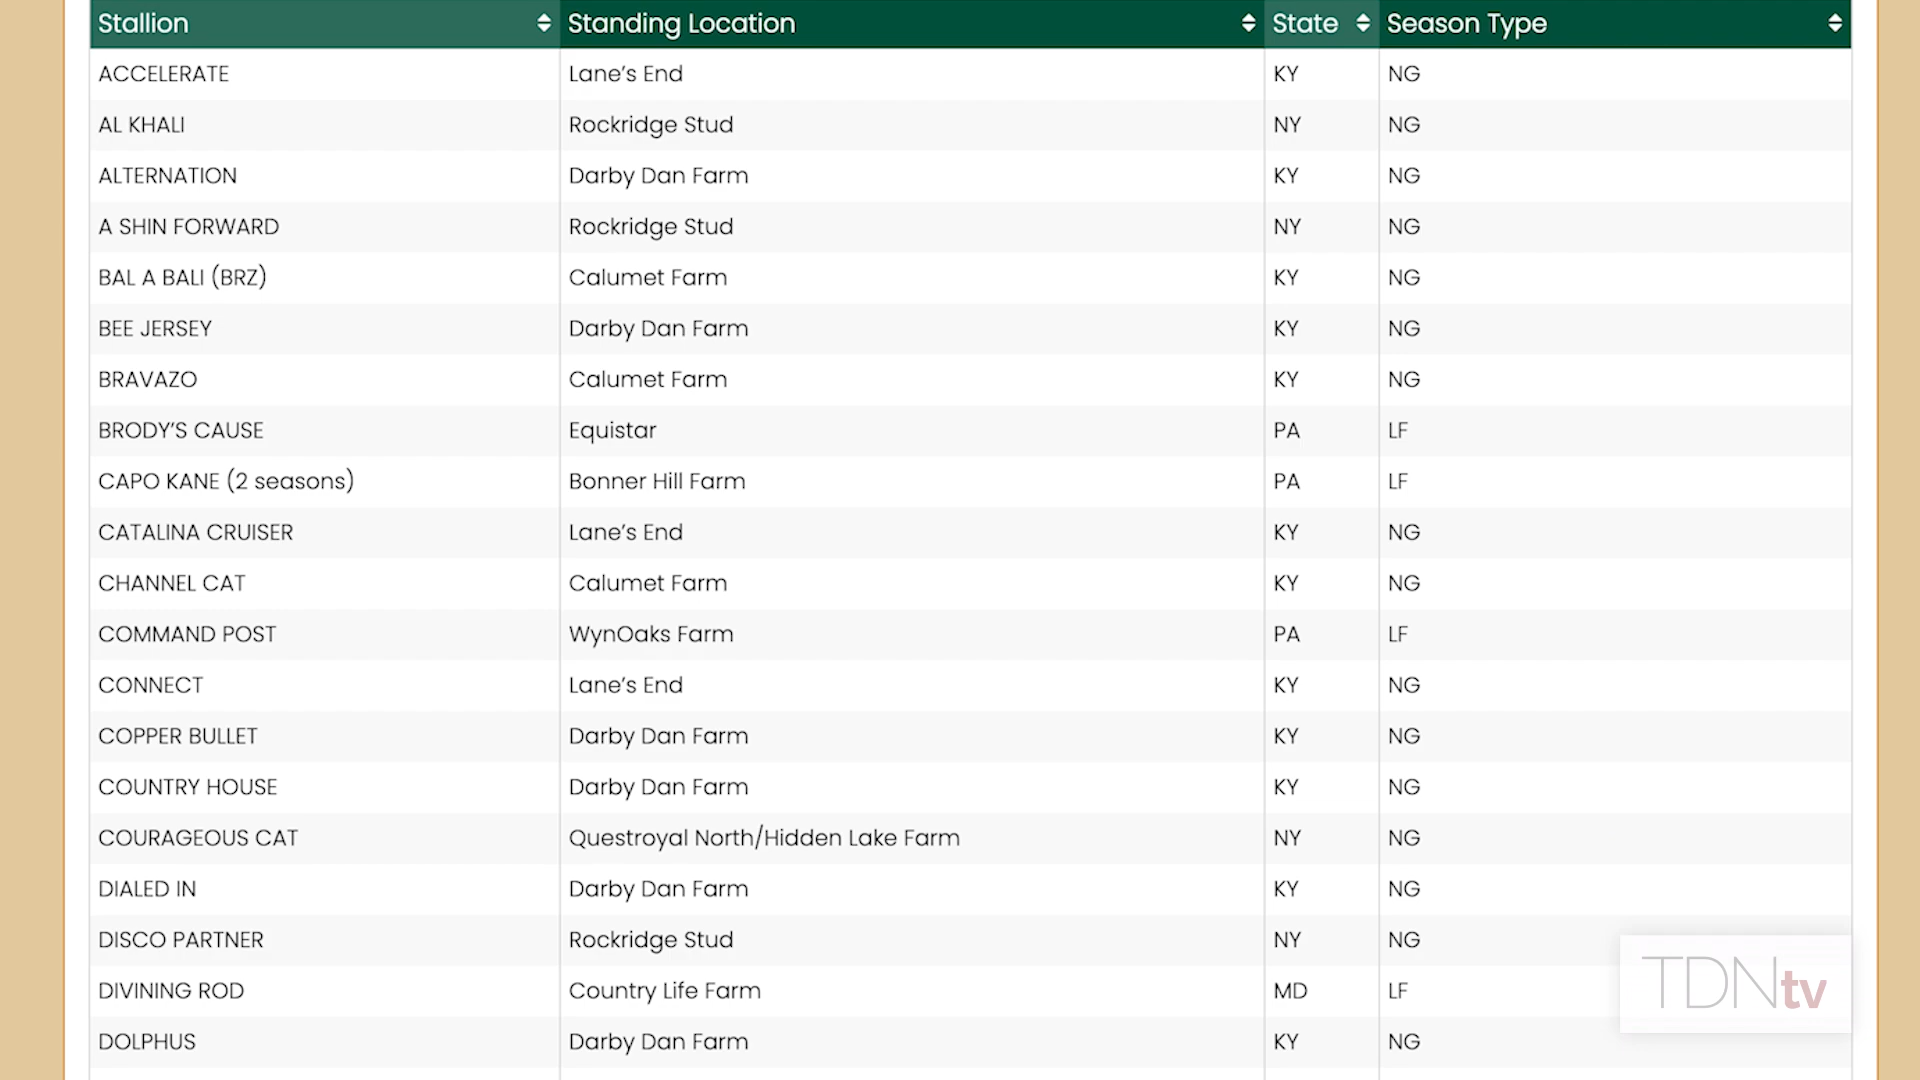 Stallion Standing Location State Season Type
ACCELERATE Lane’s End KY NG
AL KHALI Rockridge Stud NY NG
ALTERNATION Darby Dan Farm KY NG
A SHIN FORWARD Rockridge Stud NY NG
BAL A BALI (BRZ) Calumet Farm KY NG
BEE JERSEY Darby Dan Farm KY NG
BRAVAZO Calumet Farm KY NG
BRODY’S CAUSE Equistar PA LF
CAPO KANE (2 seasons) Bonner Hill Farm PA LF
CATALINA CRUISER Lane’s End KY NG
CHANNEL CAT Calumet Farm KY NG
COMMAND POST WynOaks Farm PA LF
CONNECT Lane’s End KY NG
COPPER BULLET Darby Dan Farm KY NG
COUNTRY HOUSE Darby Dan Farm KY NG
COURAGEOUS CAT Questroyal North/Hidden Lake Farm NY NG
DIALED IN Darby Dan Farm KY NG
DISCO PARTNER Rockridge Stud NY NG
DIVINING ROD Country Life Farm MD LF
DOLPHUS Darby Dan Farm KY NG
TDNtv